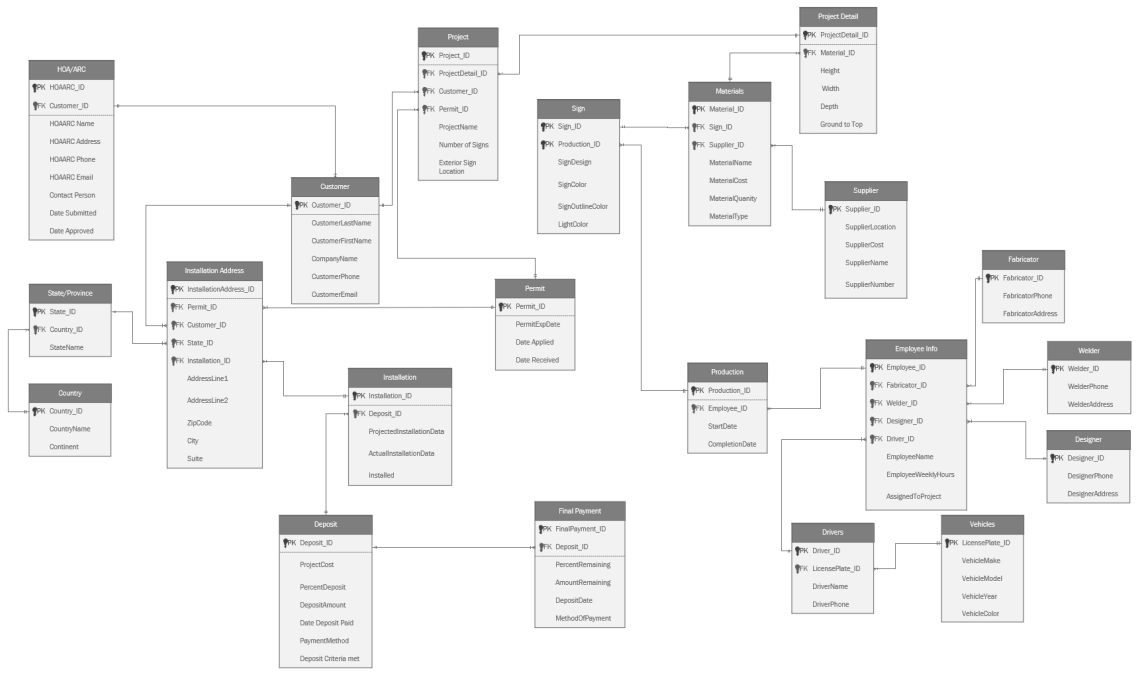 HOA/ARC
PK HOAARC_ID
FK Customer_ID
HOAARC Name
HOAARC Address
HOAARC Phone
HOAARC Email
Contact Person
Date Submitted
Date Approved
Project
PK Project_ID
FK ProjectDetail_ID
FK Customer_ID
FK Permit_ID
ProjectName
Number of Signs
Exterior Sign
Location
Project Detail
PK ProjectDetail_ID
FK Material_ID
Height
Width
Depth
Ground to Top
Sign
PK Sign_ID
PK Production_ID
SignDesign
SignColor
SignOutlineColor
LightColor
Materials
PK Material_ID
FK Sign_ID
FK Supplier_ID
MaterialName
MaterialCost
MaterialQuanity
MaterialType
Customer
PK Customer_ID
CustomerLastName
CustomerFirstName
CompanyName
CustomerPhone
CustomerEmail
Supplier
PK Supplier_ID
SupplierLocation
SupplierCost
SupplierName
SupplierNumber
Installation Address
PK InstallationAddress_ID
FK Permit_ID
FK Customer_ID
FK State_ID
FK Installation_ID
AddressLine1
AddressLine2
ZipCode
City
Suite
Permit
PK Permit_ID
PermitExpDate
Date Applied
Date Received
Fabricator
PK Fabricator_ID
FabricatorPhone
FabricatorAddress
State/Province
PK State_ID
FK Country_ID
StateName
Country
PK Country_ID
CountryName
Continent
Installation
PK Installation_ID
FK Deposit_ID
ProjectedInstallationData
ActualInstallationData
Installed
Production
PK Production_ID
FK Employee_ID
StartDate
CompletionDate
Employee Info
PK Employee_ID
FK Fabricator_ID
FK Welder_ID
FK Designer_ID
FK Driver_ID
EmployeeName
EmployeeWeeklyHours
AssignedToProject
Welder
PK Welder_ID
WelderPhone
WelderAddress
Designer
PK Designer_ID
DesignerPhone
DesignerAddress
Deposit
PK Deposit_ID
ProjectCost
PercentDeposit
DepositAmount
Date Deposit Paid
PaymentMethod
Deposit Criteria met
Final Payment
PK FinalPayment_ID
FK Deposit_ID
PercentRemaining
AmountRemaining
DepositDate
MethodOfPayment
Drivers
PK Driver_ID
FK LicensePlate_ID
DriverName
DriverPhone
Vehicles
PK LicensePlate_ID
VehicleMake
VehicleModel
VehicleYear
VehicleColor